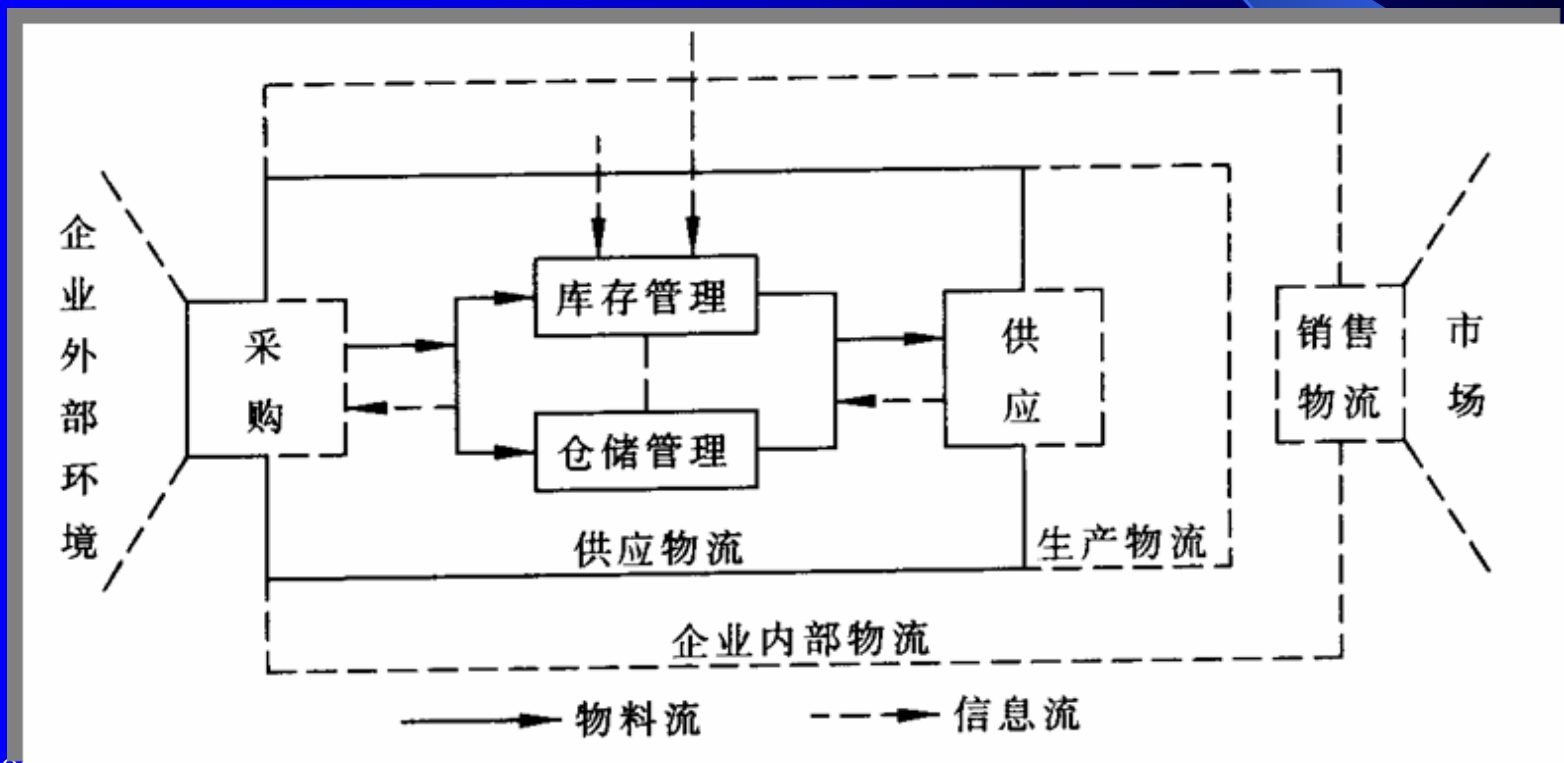 企业外部环境
采购
库存管理
仓储管理
供应
供应物流
生产物流
销售
物流
市场
企业内部物流
物料流
信息流